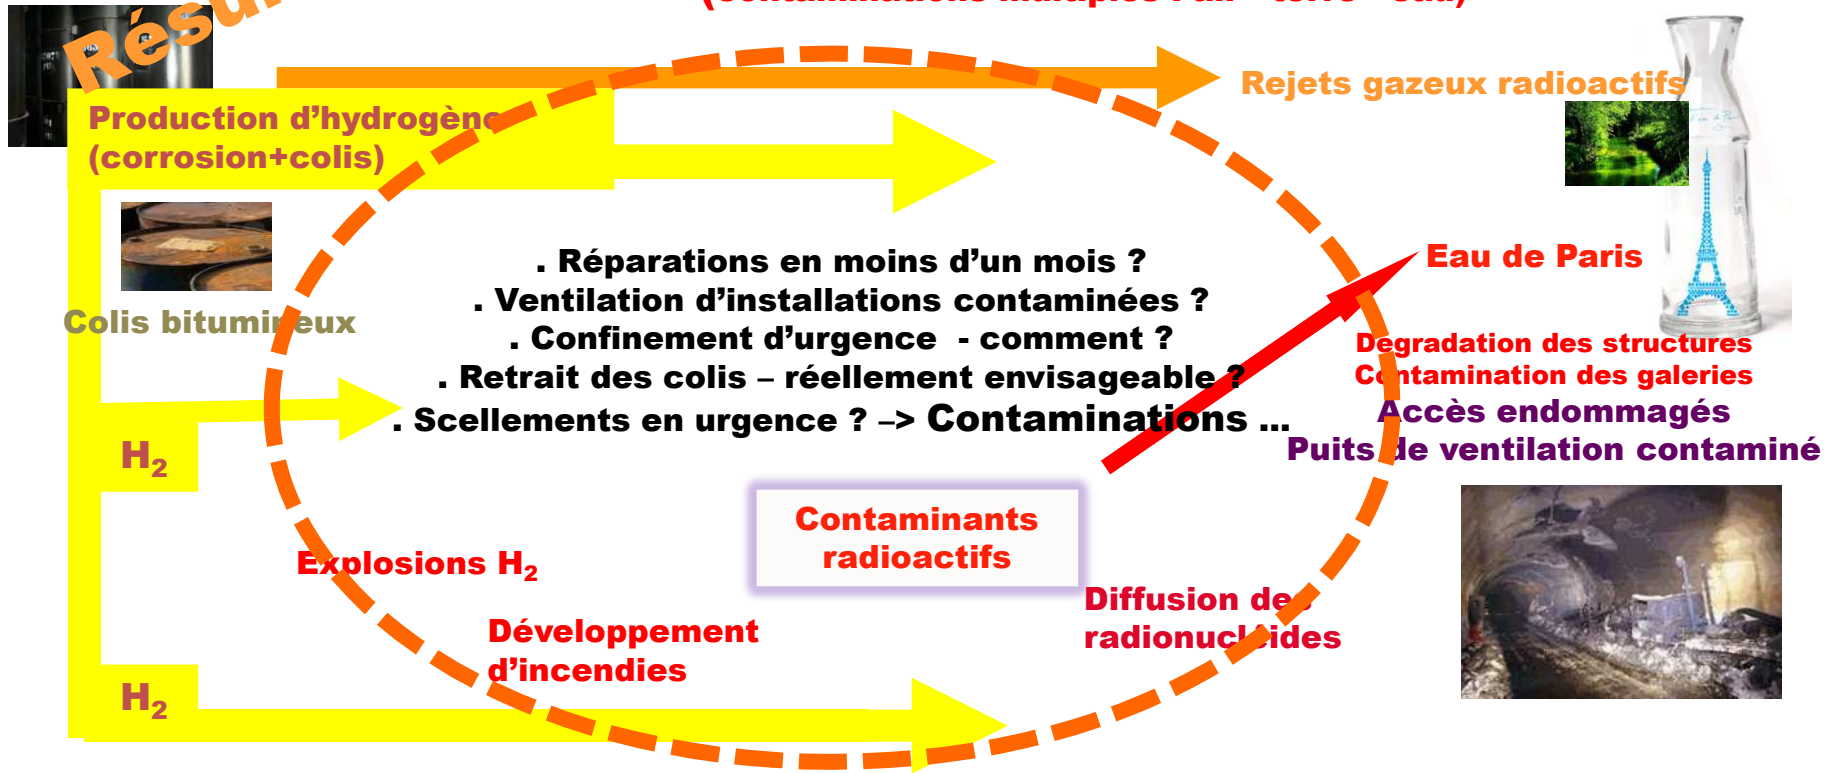 Rejets gazeux radioactifs
Production d’hydrogène
(corrosion+colis)
Eau de Paris
. Réparations en moins d’un mois ?
. Ventilation d’installations contaminées ?
. Confinement d’urgence - comment ?
. Retrait des colis – réellement envisageable ?
. Scellements en urgence ? –> Contaminations ...
Colis bitumineux
Dégradation des structures
Contamination des galeries
Accès endommagés
Puits de ventilation contaminé
H₂
Contaminants
radioactifs
Explosions H₂
Développement
d’incendies
Diffusion des
radionucléides
H₂